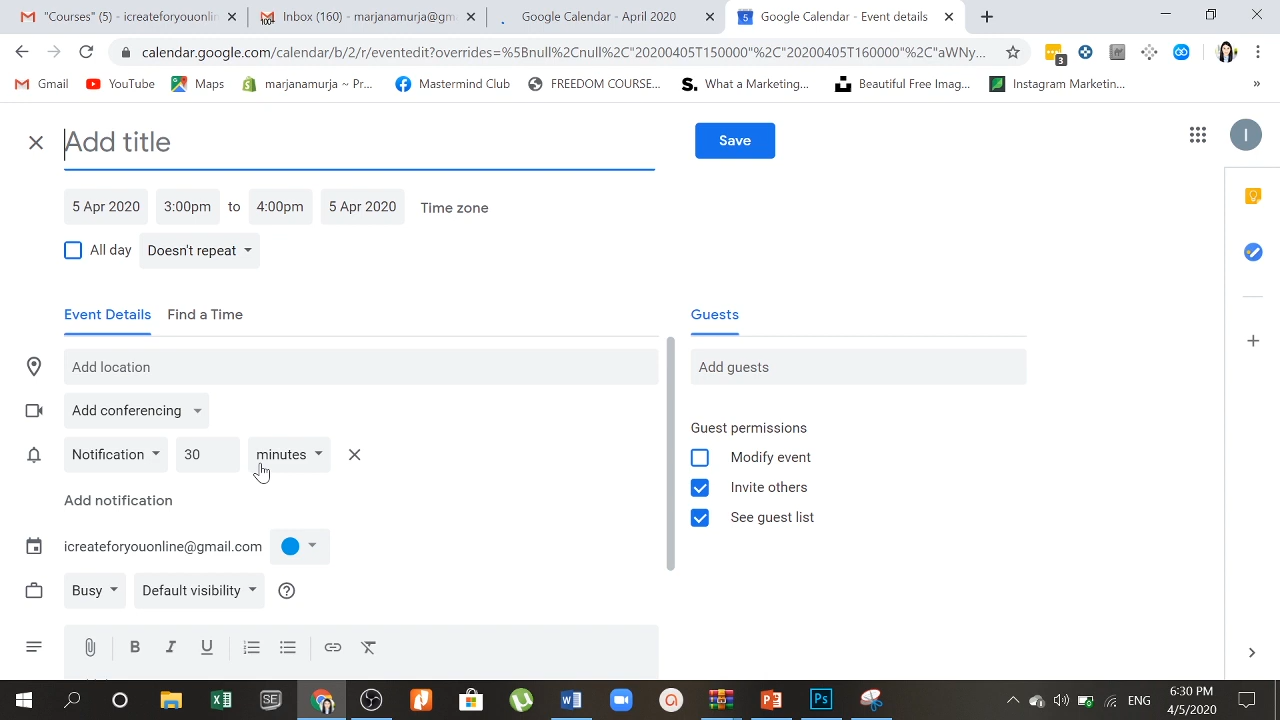 "Courses" (5) - icreateforyouonlin
Inbox (160) - marjanamurja@gm
Google Calendar - April 2020
Google Calendar - Event details
calendar.google.com/calendar/b/2/r/eventedit?overrides=%5Bnull%2Cnull%2C"20200405T150000"%2C"20200405T160000"%2C"aWNy...
3
Gmail
YouTube
Maps
marjanamurja ~ Pr...
Mastermind Club
FREEDOM COURSE...
S. What a Marketing...
Beautiful Free Imag...
Instagram Marketin...
»
Add title
Save
I
5 Apr 2020
3:00pm
to
4:00pm
5 Apr 2020
Time zone
All day
Doesn't repeat
Event Details
Find a Time
Guests
Add location
Add guests
Add conferencing
Guest permissions
Notification
30
minutes
Modify event
Invite others
Add notification
See guest list
icreateforyouonline@gmail.com
Busy
Default visibility
B
I
U
ENG
6:30 PM
4/5/2020